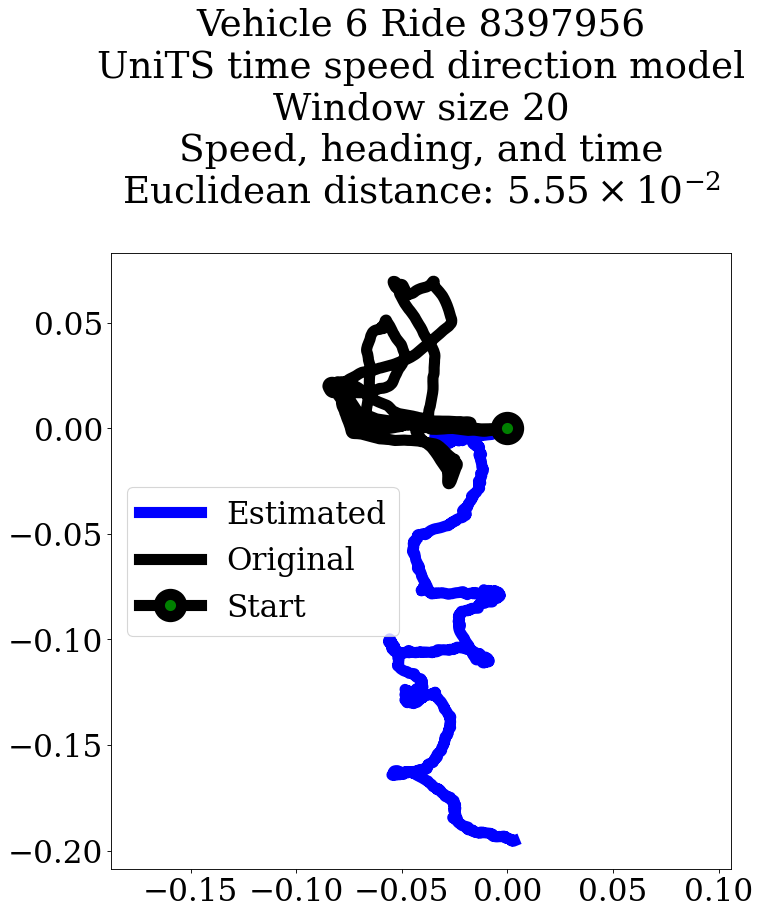 Vehicle 6 Ride 8397956
UniTS time speed direction model
Window size 20
Speed, heading, and time
Euclidean distance: 5.55 × 10⁻²
0.05
0.00
−0.05
−0.10
−0.15
−0.20
Estimated
Original
Start
−0.15 −0.10 −0.05 0.00 0.05 0.10